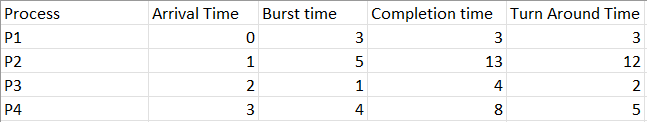 Process Arrival Time Burst time Completion time Turn Around Time
P1 0 3 3 3
P2 1 5 13 12
P3 2 1 4 2
P4 3 4 8 5